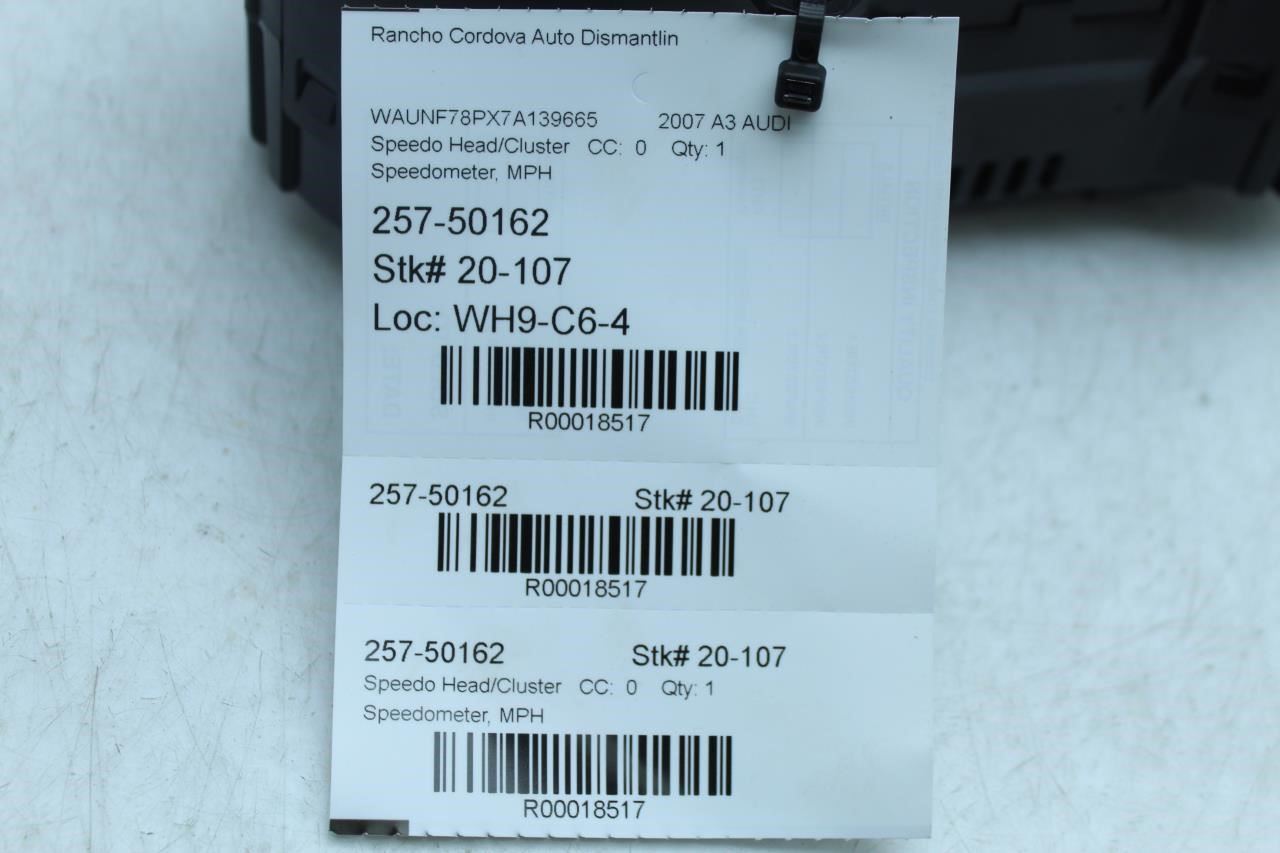 Rancho Cordova Auto Dismantlin
WAUNF78PX7A139665 2007 A3 AUDI
Speedo Head/Cluster CC: 0 Qty: 1
Speedometer, MPH
257-50162
Stk# 20-107
Loc: WH9-C6-4
R00018517
257-50162 Stk# 20-107
R00018517
257-50162 Stk# 20-107
Speedo Head/Cluster CC: 0 Qty: 1
Speedometer, MPH
R00018517